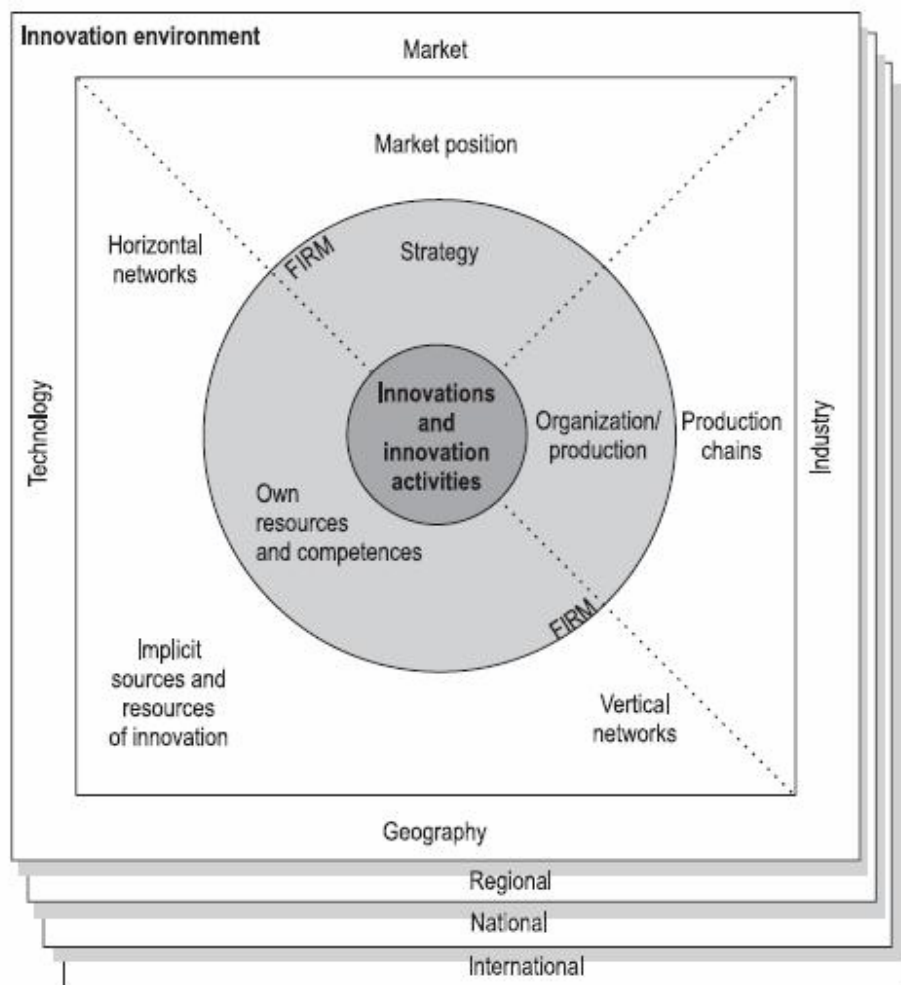 Innovation environment
Market
Market position
Horizontal
networks
FIRM
Strategy
Technology
Innovations
and
innovation
activities
Organization/
production
Production
chains
Industry
Own
resources
and competences
FIRM
Implicit
sources and
resources
of innovation
Vertical
networks
Geography
Regional
National
International